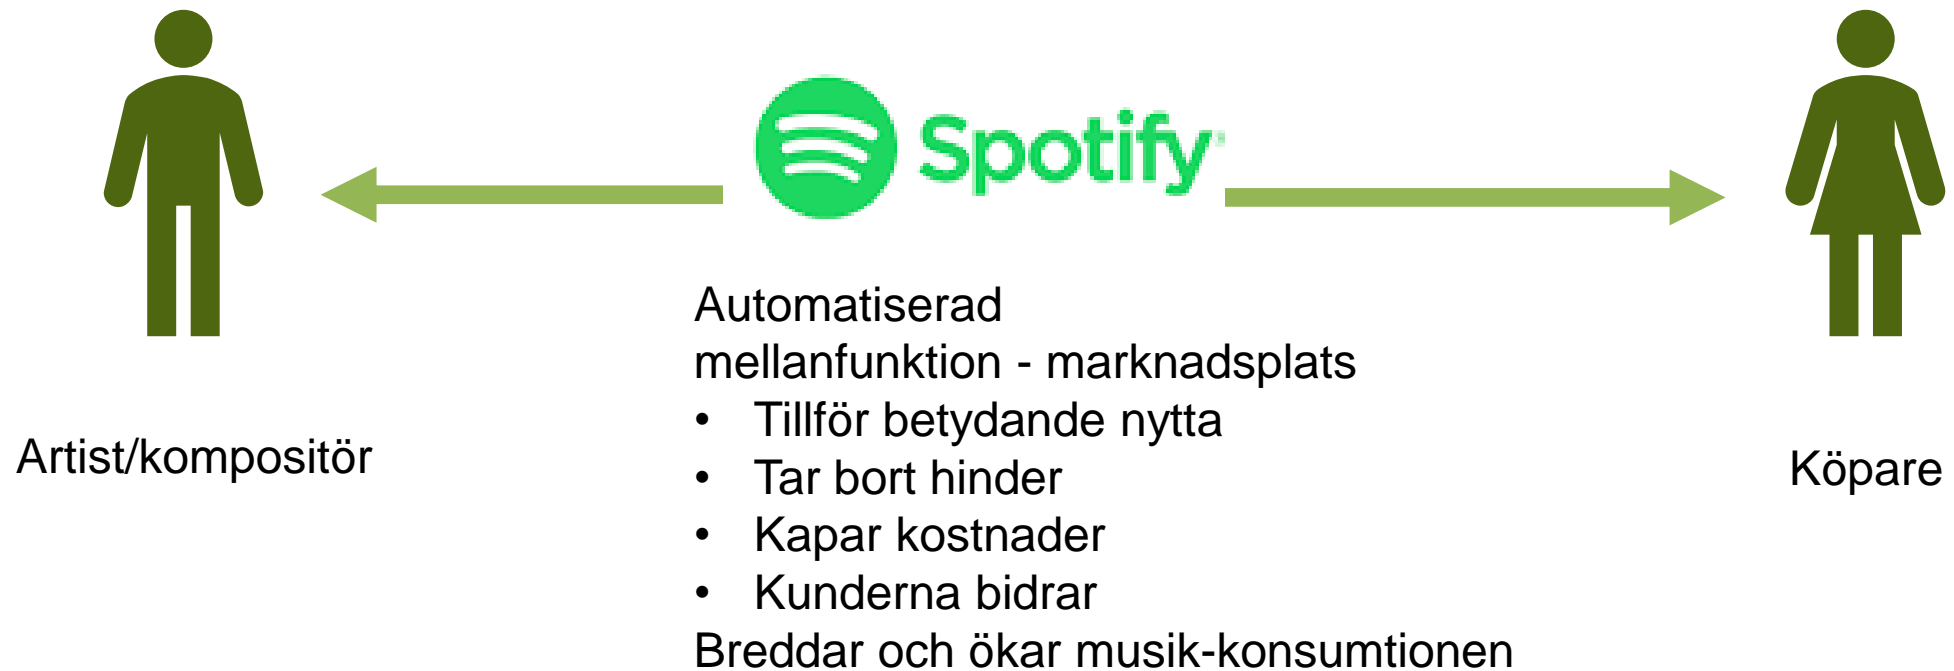 Spotify
Automatiserad
mellanfunktion - marknadsplats
• Tillför betydande nytta
• Tar bort hinder
• Kapar kostnader
• Kunderna bidrar
Breddar och ökar musik-konsumtionen
Artist/kompositör
Köpare